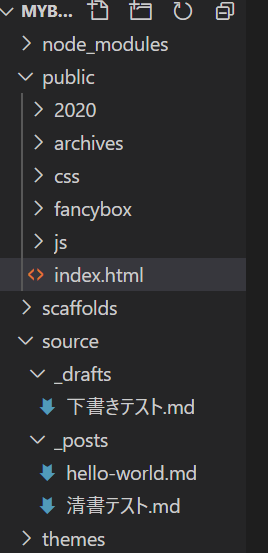 MYB...
node_modules
public
2020
archives
css
fancybox
js
index.html
scaffolds
source
_drafts
下書きテスト.md
_posts
hello-world.md
清書テスト.md
themes